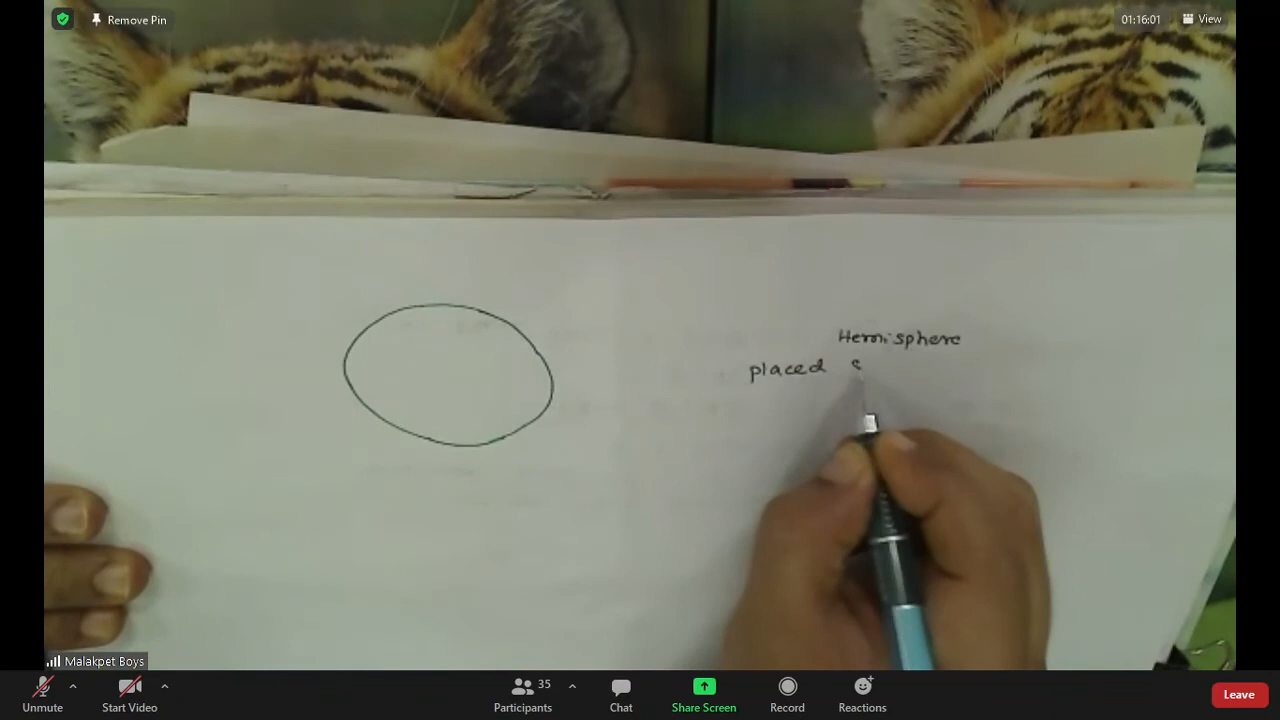 Remove Pin
01:16:01
View
Hemisphere
placed
Malakpet Boys
Unmute
Start Video
Participants
35
Chat
Share Screen
Record
Reactions
Leave